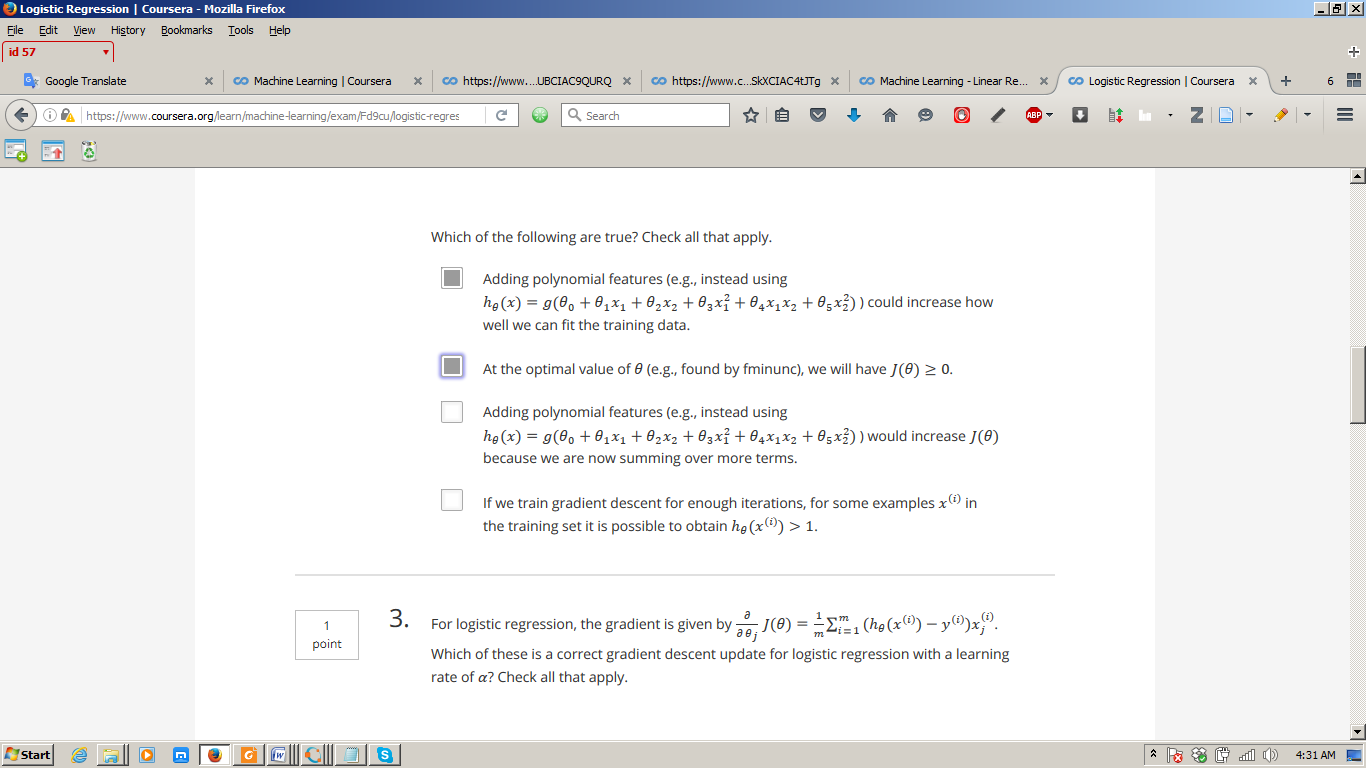 Logistic Regression | Coursera - Mozilla Firefox
File Edit View History Bookmarks Tools Help
id 57
Google Translate Machine Learning | Coursera https://www....UBCIAC9QURQ https://www.c...SkXCIAC4tJTg Machine Learning - Linear Re... Logistic Regression | Coursera 6
https://www.coursera.org/learn/machine-learning/exam/Fd9cu/logistic-regres Search ABP Z
Which of the following are true? Check all that apply.
Adding polynomial features (e.g., instead using
hθ(x) = g(θ₀ + θ₁x₁ + θ₂x₂ + θ₃x₁² + θ₄x₁x₂ + θ₅x₂²) ) could increase how
well we can fit the training data.
At the optimal value of θ (e.g., found by fminunc), we will have J(θ) ≥ 0.
Adding polynomial features (e.g., instead using
hθ(x) = g(θ₀ + θ₁x₁ + θ₂x₂ + θ₃x₁² + θ₄x₁x₂ + θ₅x₂²) ) would increase J(θ)
because we are now summing over more terms.
If we train gradient descent for enough iterations, for some examples x⁽ⁱ⁾ in
the training set it is possible to obtain hθ(x⁽ⁱ⁾) > 1.
1
point
3.
For logistic regression, the gradient is given by ∂/∂θⱼ J(θ) = 1/m ∑ᵢ₌₁ᵐ (hθ(x⁽ⁱ⁾) − y⁽ⁱ⁾)xⱼ⁽ⁱ⁾.
Which of these is a correct gradient descent update for logistic regression with a learning
rate of α? Check all that apply.
Start 4:31 AM